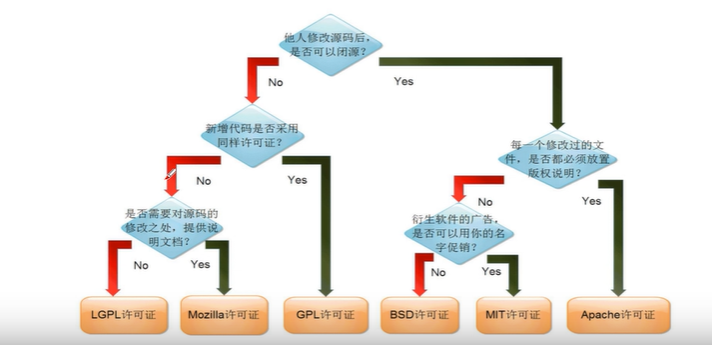 他人修改源码后,
是否可以闭源?
No
Yes
新增代码是否采用
同样许可证?
每一个修改过的文
件,是否都必须放置
版权说明?
No
Yes
No
Yes
是否需要对源码的
修改之处,提供说
明文档?
衍生软件的广告,
是否可以用你的名
字促销?
No
Yes
No
Yes
LGPL许可证
Mozilla许可证
GPL许可证
BSD许可证
MIT许可证
Apache许可证